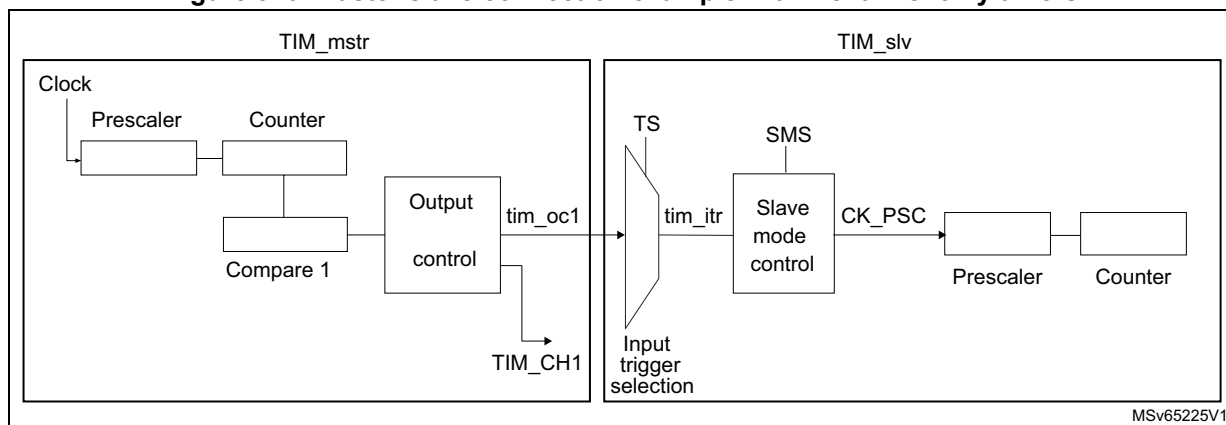 TIM_mstr
TIM_slv
Clock
Prescaler
Counter
Compare 1
Output
control
tim_oc1
TIM_CH1
TS
Input
trigger
selection
tim_itr
SMS
Slave
mode
control
CK_PSC
Prescaler
Counter
MSv65225V1